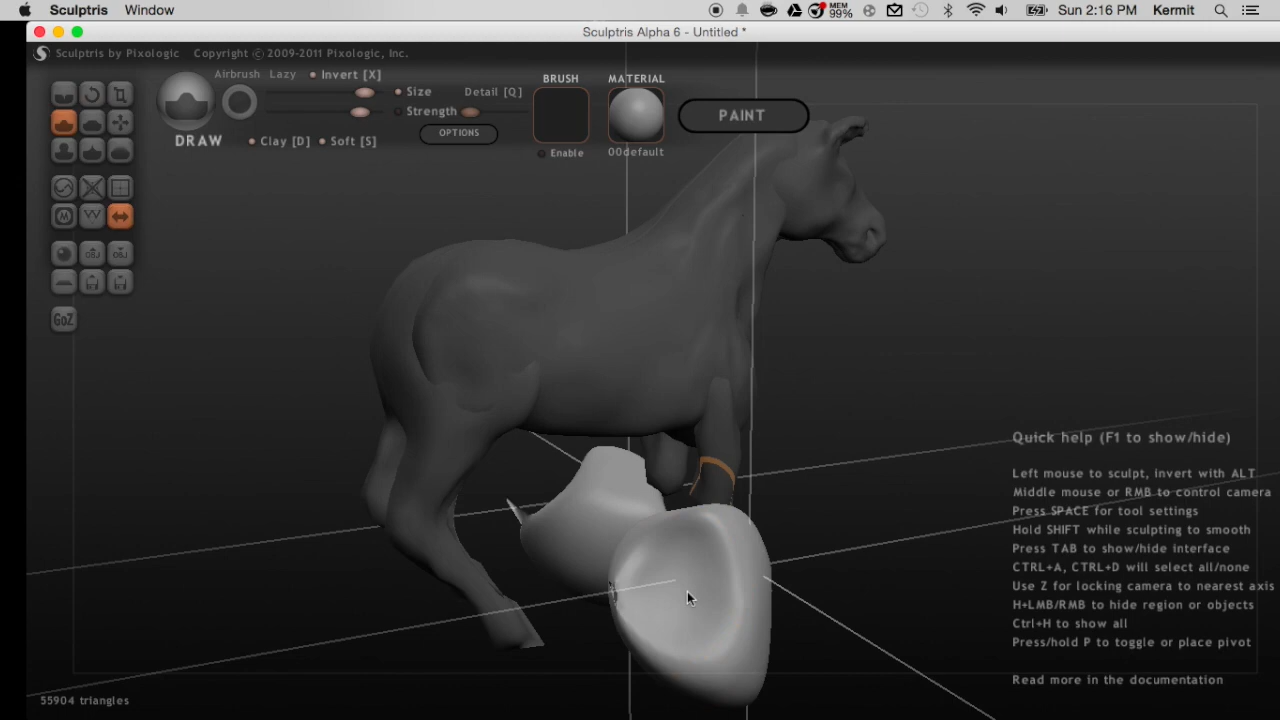 Sculptris Window MEM 99% Sun 2:16 PM Kermit
Sculptris Alpha 6 - Untitled *
Sculptris by Pixologic Copyright © 2009-2011 Pixologic, Inc.
Airbrush Lazy Invert [X]
Size Detail [Q]
Strength
OPTIONS
DRAW Clay [D] Soft [S]
BRUSH
Enable
MATERIAL
00default
PAINT
OBJ OBJ
GoZ
Quick help (F1 to show/hide)
Left mouse to sculpt, invert with ALT
Middle mouse or RMB to control camera
Press SPACE for tool settings
Hold SHIFT while sculpting to smooth
Press TAB to show/hide interface
CTRL+A, CTRL+D will select all/none
Use Z for locking camera to nearest axis
H+LMB/RMB to hide region or objects
Ctrl+H to show all
Press/hold P to toggle or place pivot
Read more in the documentation
55904 triangles